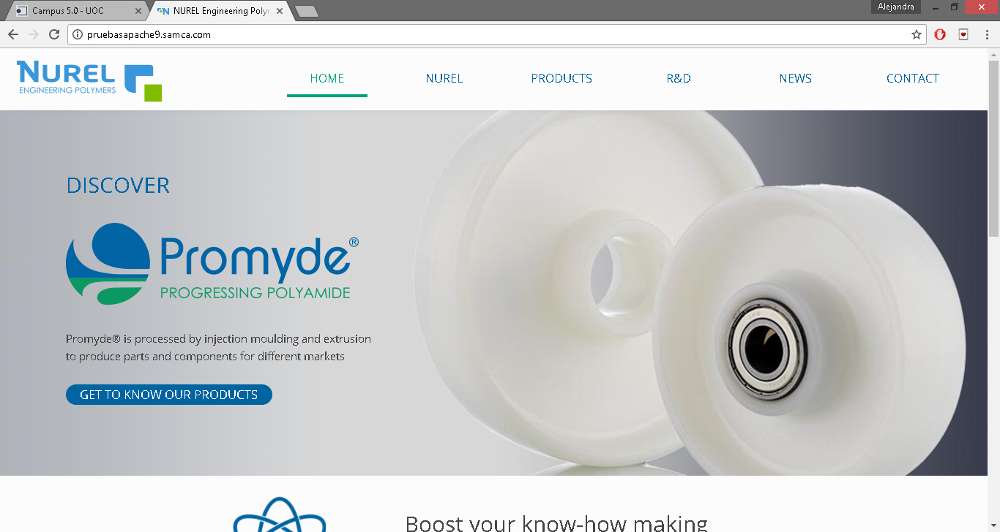 Campus 5.0 - UOC
NUREL Engineering Poly
Alejandra
pruebasapache9.samca.com
NUREL
ENGINEERING POLYMERS
HOME
NUREL
PRODUCTS
R&D
NEWS
CONTACT
DISCOVER
Promyde®
PROGRESSING POLYAMIDE
Promyde® is processed by injection moulding and extrusion
to produce parts and components for different markets
GET TO KNOW OUR PRODUCTS
Boost your know-how making